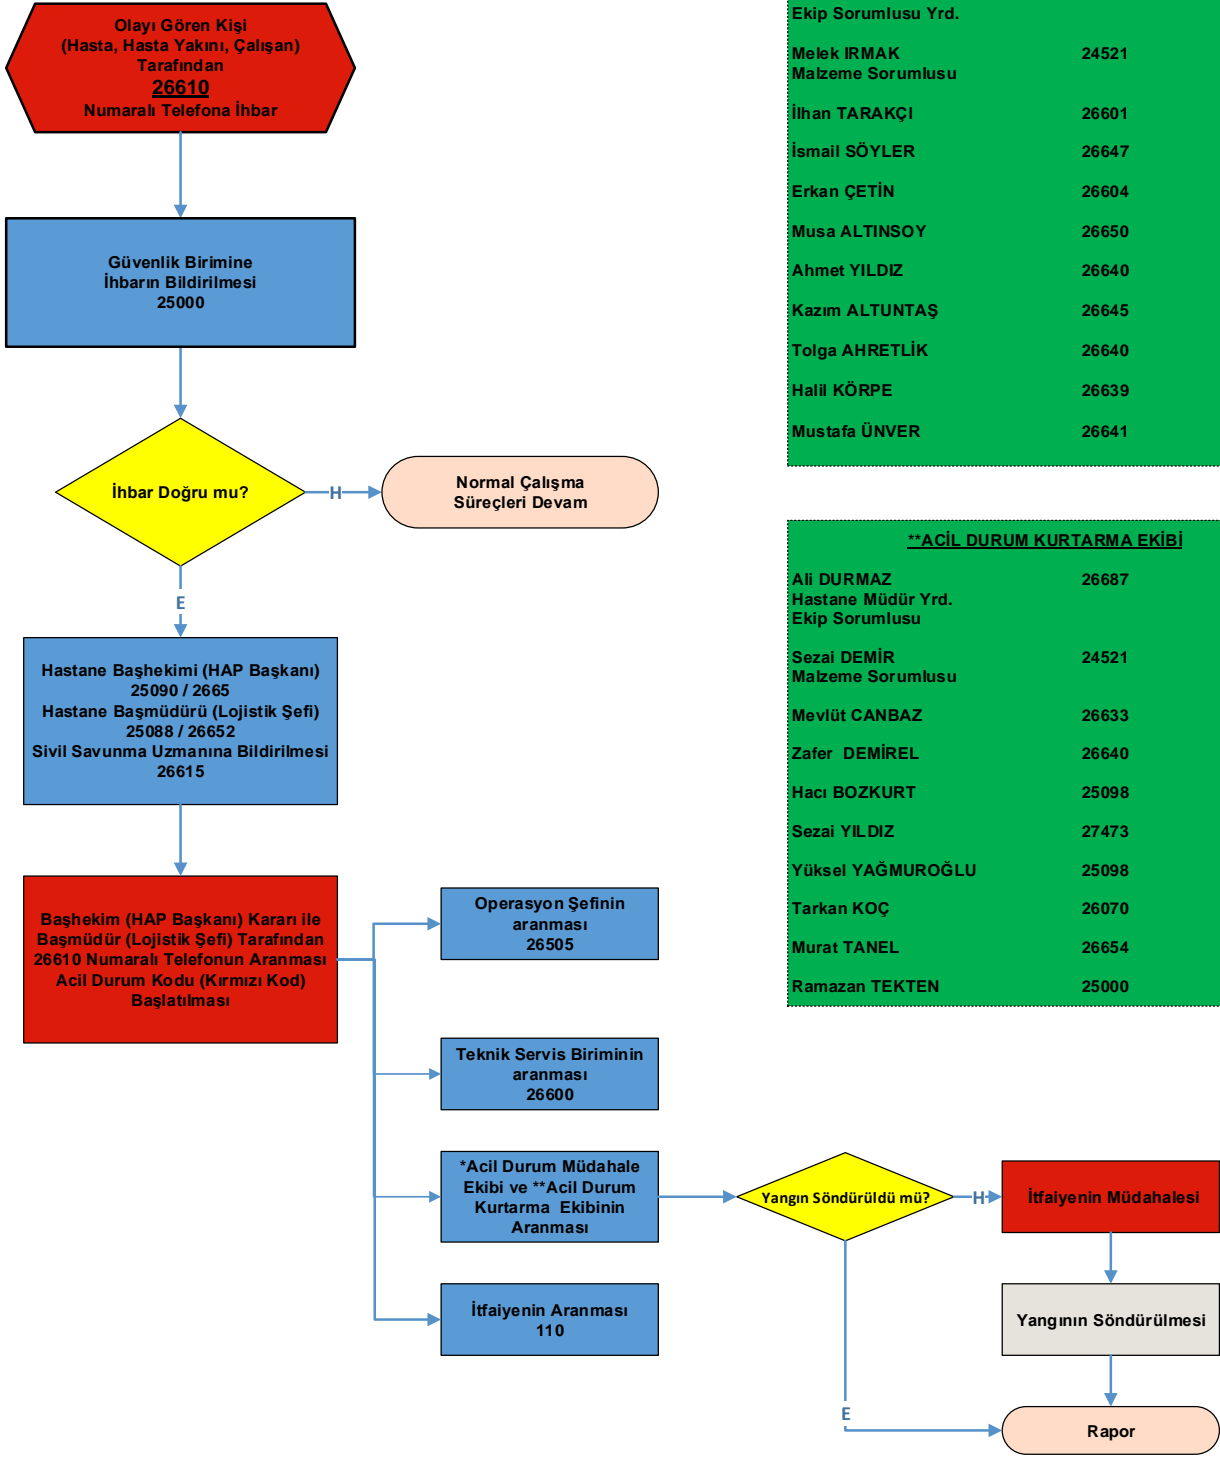 Olayı Gören Kişi
(Hasta, Hasta Yakını, Çalışan)
Tarafından
26610
Numaralı Telefona İhbar
Güvenlik Birimine
İhbarın Bildirilmesi
25000
İhbar Doğru mu?
H
Normal Çalışma
Süreçleri Devam
E
Hastane Başhekimi (HAP Başkanı)
25090 / 2665
Hastane Başmüdürü (Lojistik Şefi)
25088 / 26652
Sivil Savunma Uzmanına Bildirilmesi
26615
Başhekim (HAP Başkanı) Kararı ile
Başmüdür (Lojistik Şefi) Tarafından
26610 Numaralı Telefonun Aranması
Acil Durum Kodu (Kırmızı Kod)
Başlatılması
Operasyon Şefinin
aranması
26505
Teknik Servis Biriminin
aranması
26600
*Acil Durum Müdahale
Ekibi ve **Acil Durum
Kurtarma Ekibinin
Aranması
İtfaiyenin Aranması
110
Yangın Söndürüldü mü?
H
İtfaiyenin Müdahalesi
Yangının Söndürülmesi
E
Rapor
Ekip Sorumlusu Yrd.
Melek IRMAK 24521
Malzeme Sorumlusu
İlhan TARAKÇI 26601
İsmail SÖYLER 26647
Erkan ÇETİN 26604
Musa ALTINSOY 26650
Ahmet YILDIZ 26640
Kazım ALTUNTAŞ 26645
Tolga AHRETLİK 26640
Halil KÖRPE 26639
Mustafa ÜNVER 26641
**ACİL DURUM KURTARMA EKİBİ
Ali DURMAZ 26687
Hastane Müdür Yrd.
Ekip Sorumlusu
Sezai DEMİR 24521
Malzeme Sorumlusu
Mevlüt CANBAZ 26633
Zafer DEMİREL 26640
Hacı BOZKURT 25098
Sezai YILDIZ 27473
Yüksel YAĞMUROĞLU 25098
Tarkan KOÇ 26070
Murat TANEL 26654
Ramazan TEKTEN 25000